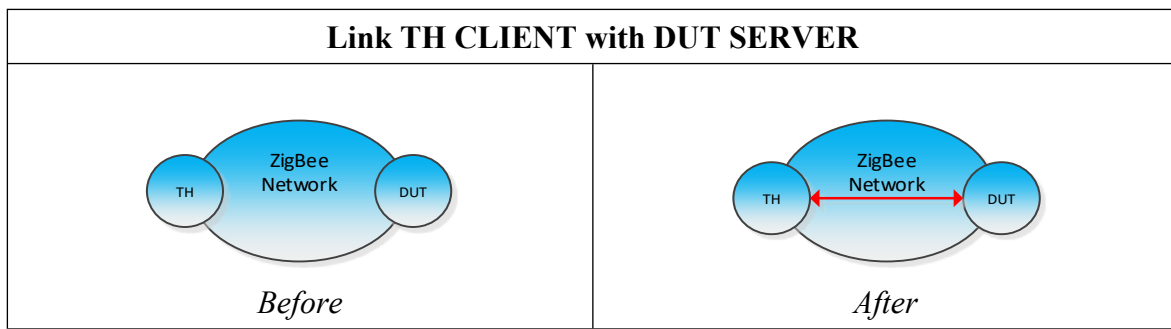 Link TH CLIENT with DUT SERVER
ZigBee
Network
TH
DUT
Before
ZigBee
Network
TH
DUT
After